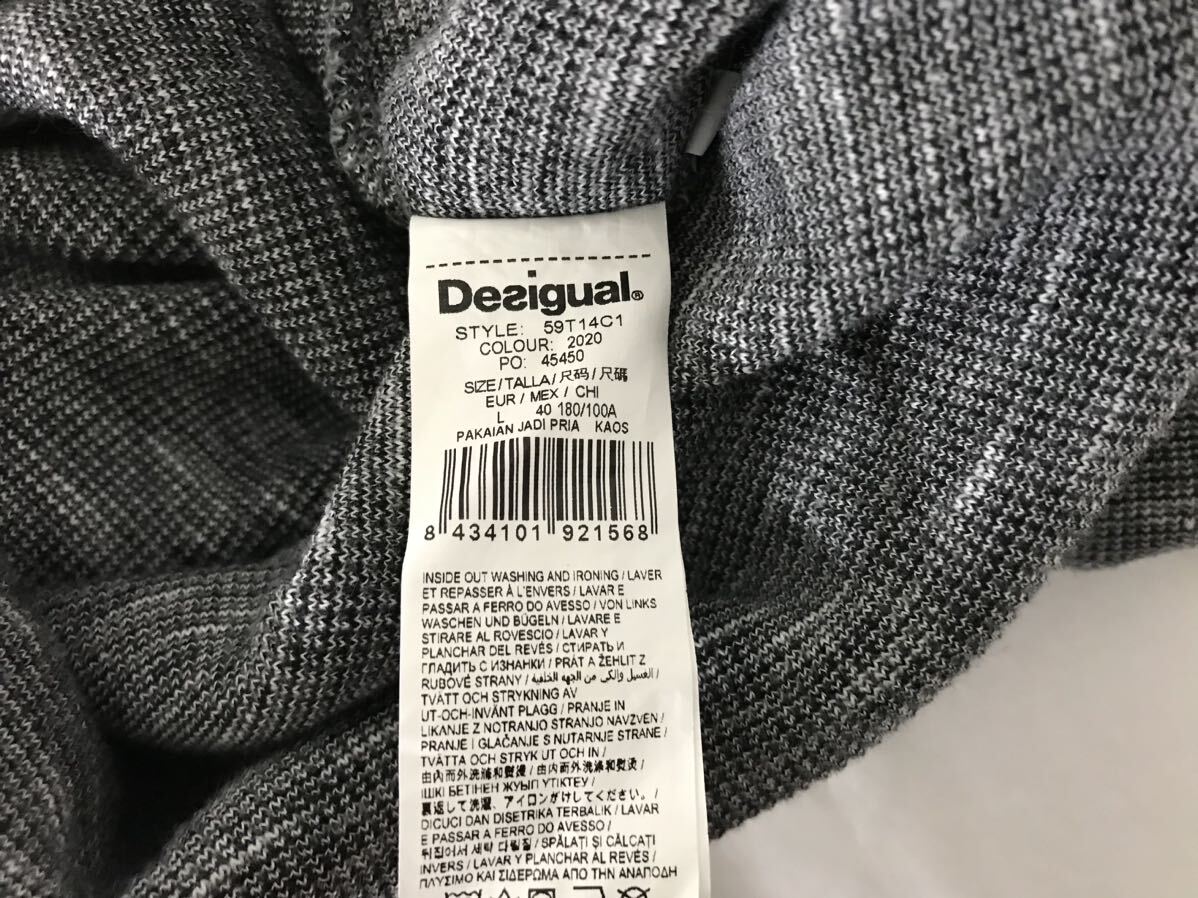 Desigual®
STYLE: 59T14C1
COLOUR: 2020
PO: 45450
SIZE/TALLA/尺码/尺碼
EUR / MEX / CHI
L 40 180/100A
PAKAIAN JADI PRIA KAOS
8 434101 921568
INSIDE OUT WASHING AND IRONING / LAVER
ET REPASSER À L'ENVERS / LAVAR E
PASSAR A FERRO DO AVESSO / VON LINKS
WASCHEN UND BÜGELN / LAVARE E
STIRARE AL ROVESCIO / LAVAR Y
PLANCHAR DEL REVÉS / СТИРАТЬ И
ГЛАДИТЬ С ИЗНАНКИ / PRÁT A ŽEHLIT Z
RUBOVÉ STRANY / الغسيل والكي من الجهه الخلفية /
TVÄTT OCH STRYKNING AV
UT-OCH-INVÄNT PLAGG / PRANJE IN
LIKANJE Z NOTRANJO STRANJO NAVZVEN /
PRANJE I GLAČANJE S NUTARNJE STRANE /
TVÄTTA OCH STRYK UT OCH IN /
由内而外洗涤和熨烫 / 由內而外洗滌和熨燙 /
ІШКІ БЕТІНЕН ЖУЫП ҮТІКТЕУ /
裏返して洗濯、アイロンがけしてください。 /
DICUCI DAN DISETRIKA TERBALIK / LAVAR
E PASSAR A FERRO DO AVESSO /
뒤집어서 세탁 다림질 / SPĂLAȚI ȘI CĂLCAȚI
INVERS / LAVAR Y PLANCHAR AL REVÉS /
ΠΛΥΣΙΜΟ ΚΑΙ ΣΙΔΕΡΩΜΑ ΑΠΟ ΤΗΝ ΑΝΑΠΟΔΗ